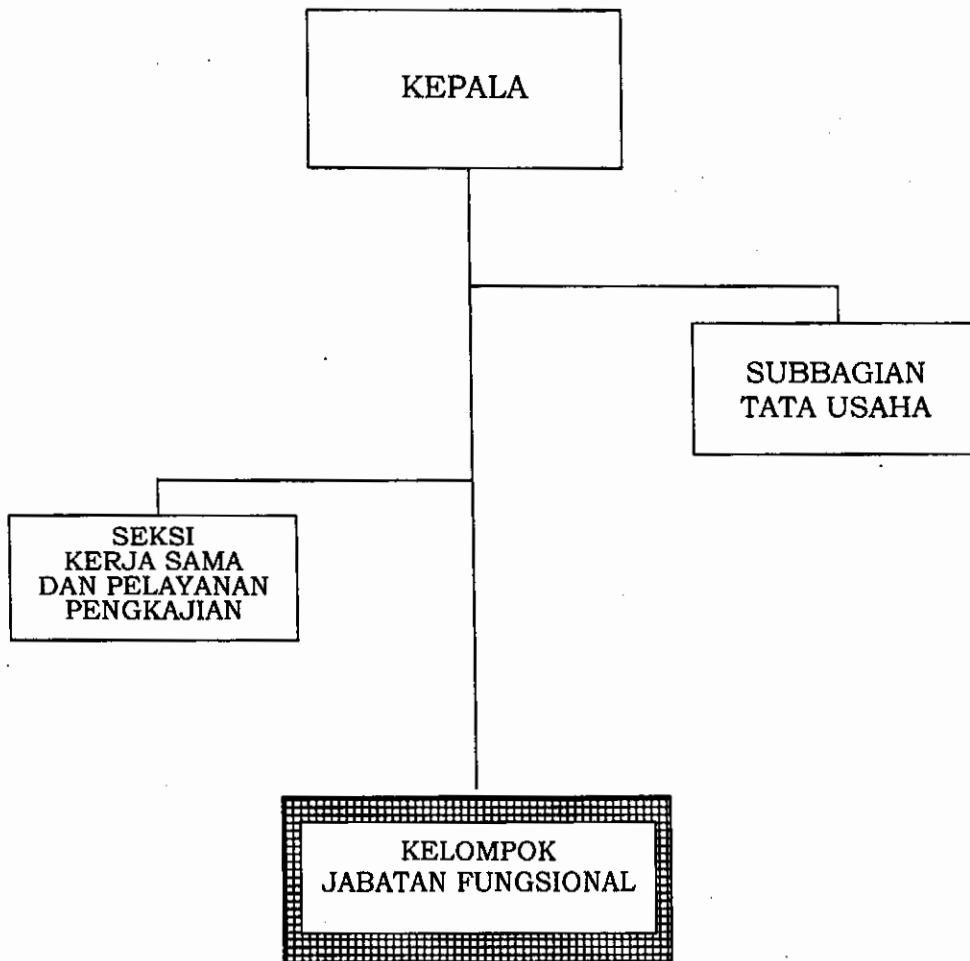 KEPALA
SUBBAGIAN
TATA USAHA
SEKSI
KERJA SAMA
DAN PELAYANAN
PENGKAJIAN
KELOMPOK
JABATAN FUNGSIONAL